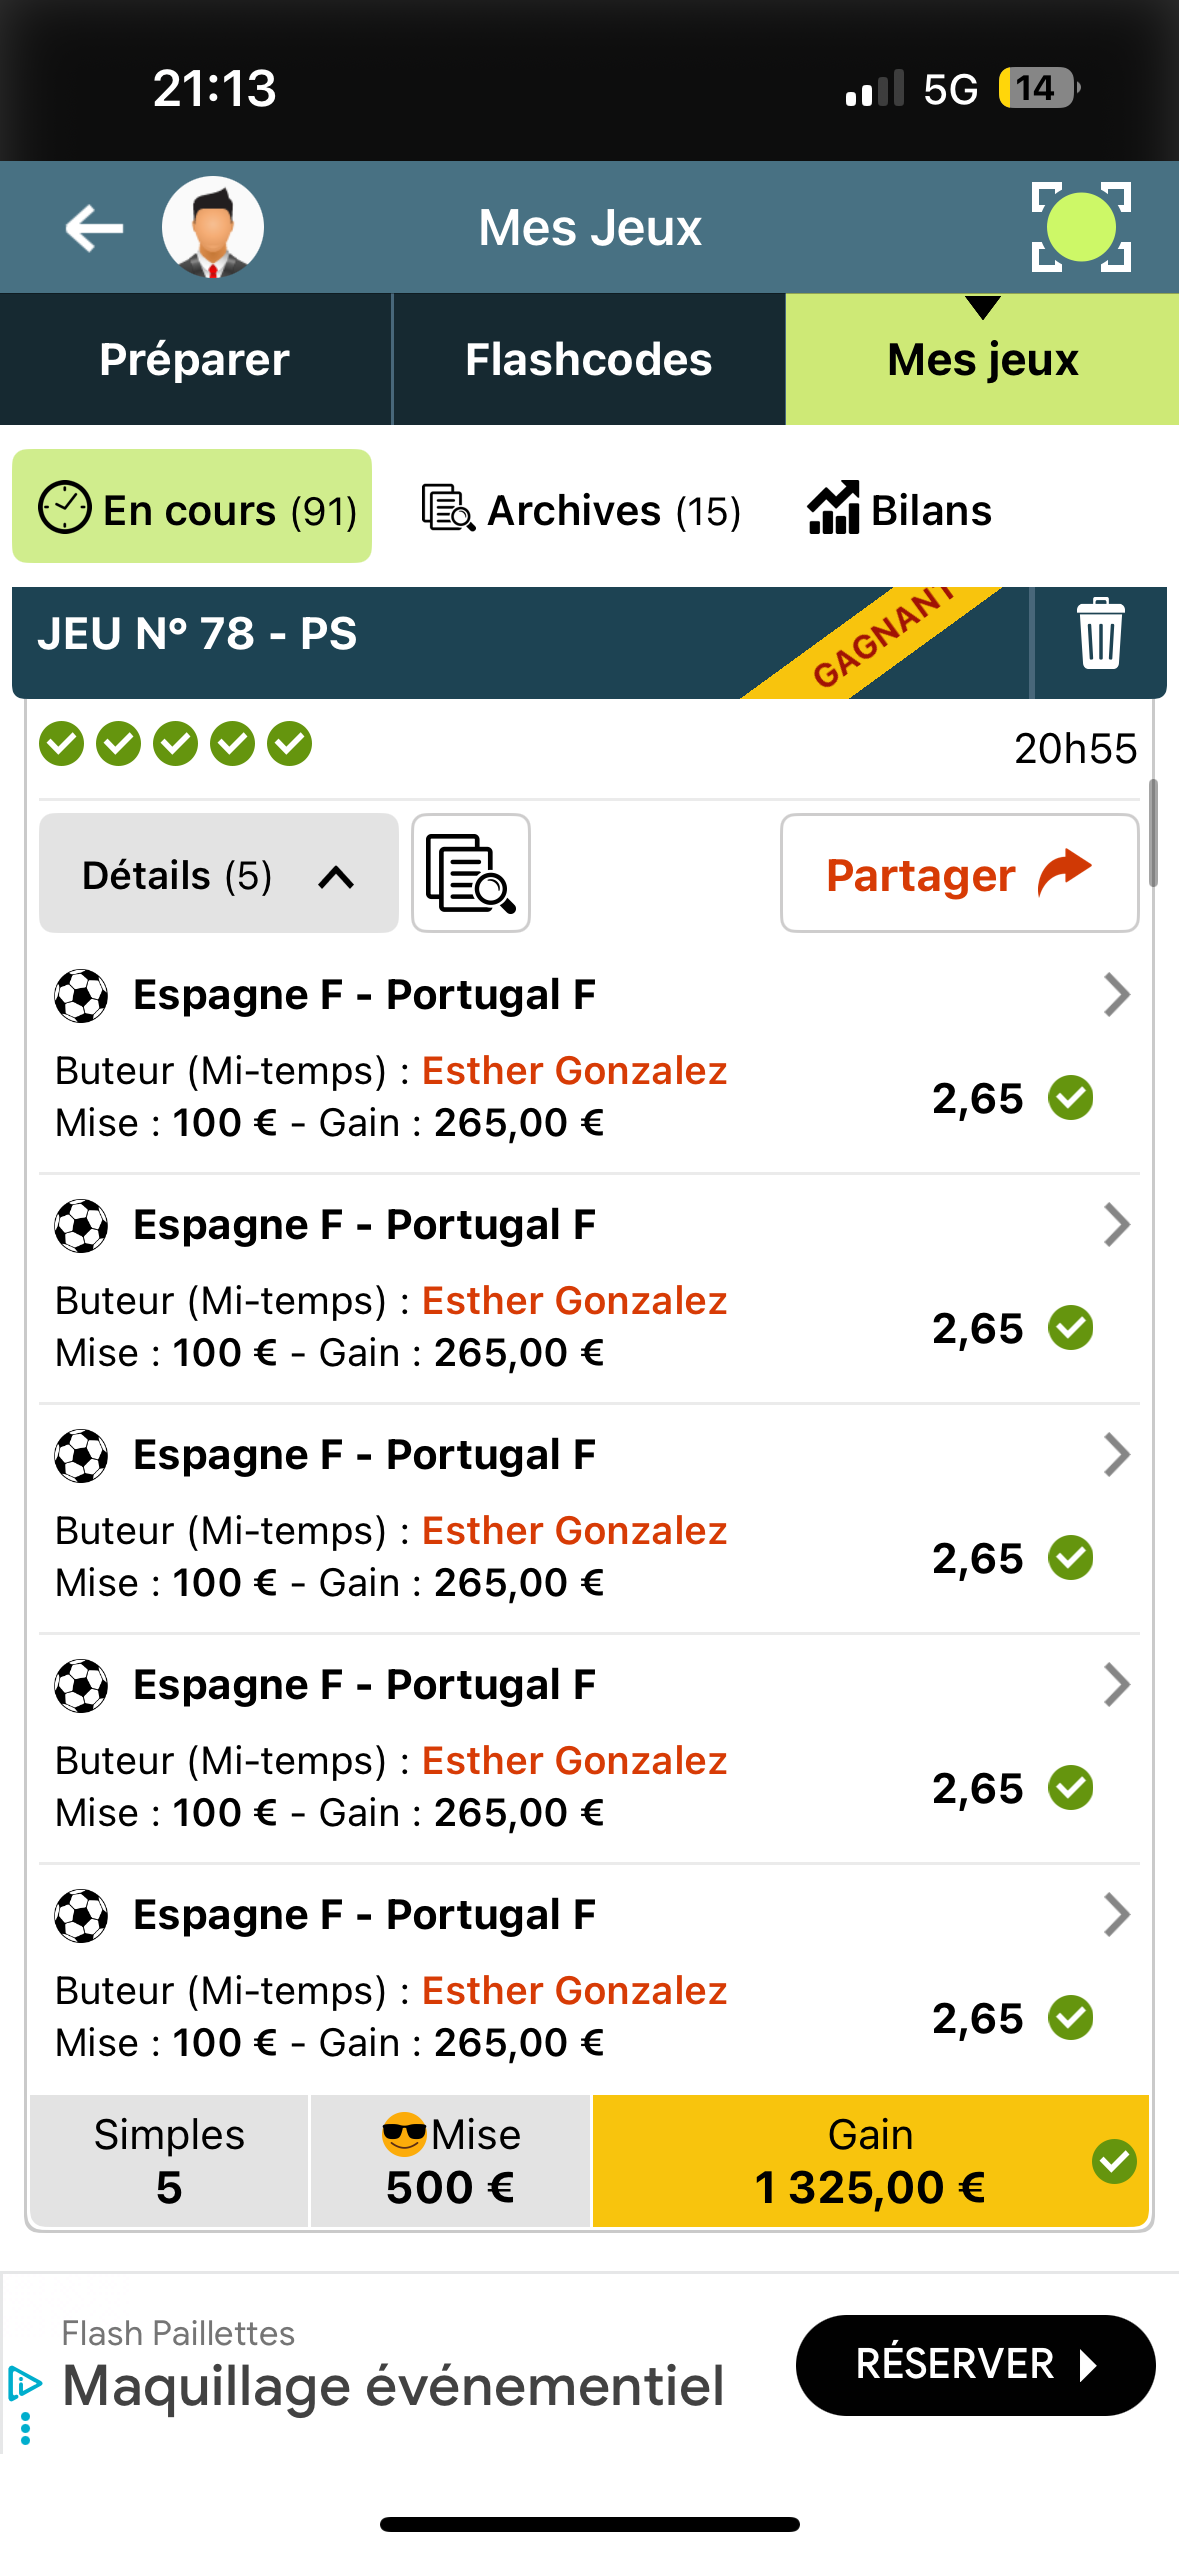 21:13
5G
14
Mes Jeux
Préparer
Flashcodes
Mes jeux
En cours (91)
Archives (15)
Bilans
JEU N° 78 - PS
GAGNANT
20h55
Détails (5)
Partager
Espagne F - Portugal F
Buteur (Mi-temps) : Esther Gonzalez
2,65
Mise : 100 € - Gain : 265,00 €
Espagne F - Portugal F
Buteur (Mi-temps) : Esther Gonzalez
2,65
Mise : 100 € - Gain : 265,00 €
Espagne F - Portugal F
Buteur (Mi-temps) : Esther Gonzalez
2,65
Mise : 100 € - Gain : 265,00 €
Espagne F - Portugal F
Buteur (Mi-temps) : Esther Gonzalez
2,65
Mise : 100 € - Gain : 265,00 €
Espagne F - Portugal F
Buteur (Mi-temps) : Esther Gonzalez
2,65
Mise : 100 € - Gain : 265,00 €
Simples
5
😎Mise
500 €
Gain
1 325,00 €
Flash Paillettes
Maquillage événementiel
RÉSERVER